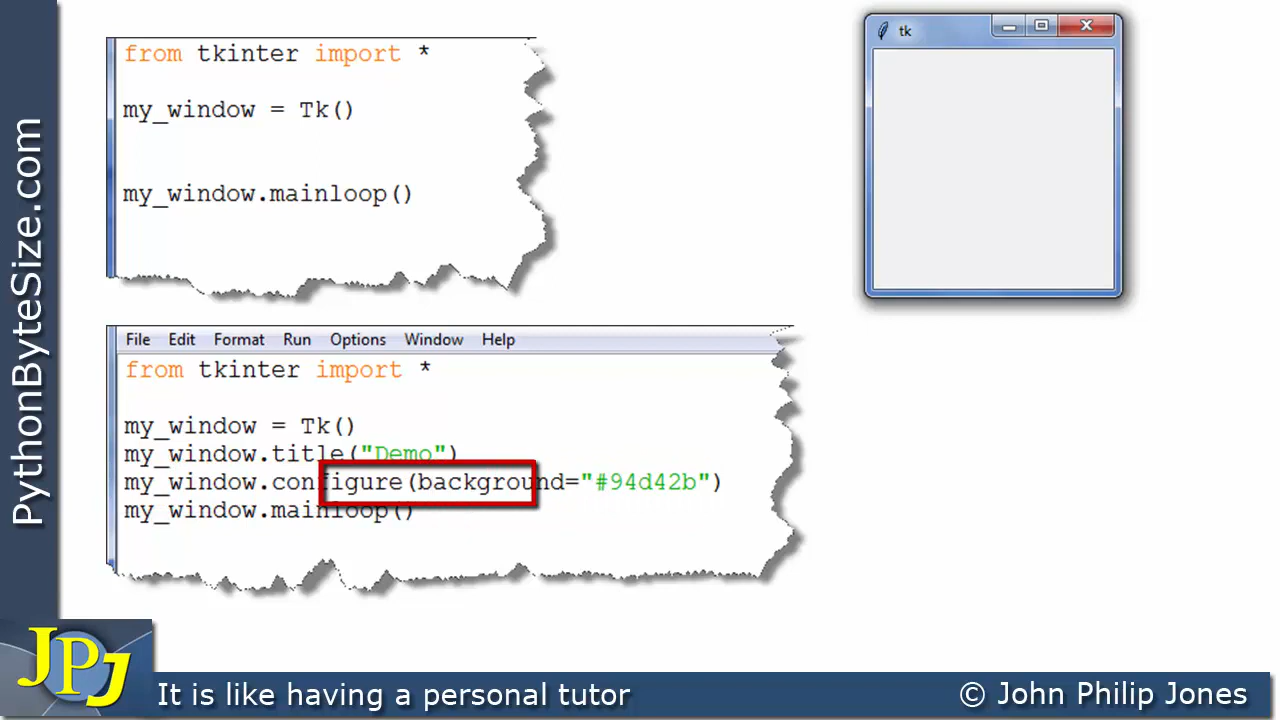 PythonByteSize.com
from tkinter import *
my_window = Tk()
my_window.mainloop()
tk
File Edit Format Run Options Window Help
from tkinter import *
my_window = Tk()
my_window.title("Demo")
my_window.configure(background="#94d42b")
my_window.mainloop()
JPJ
It is like having a personal tutor
© John Philip Jones